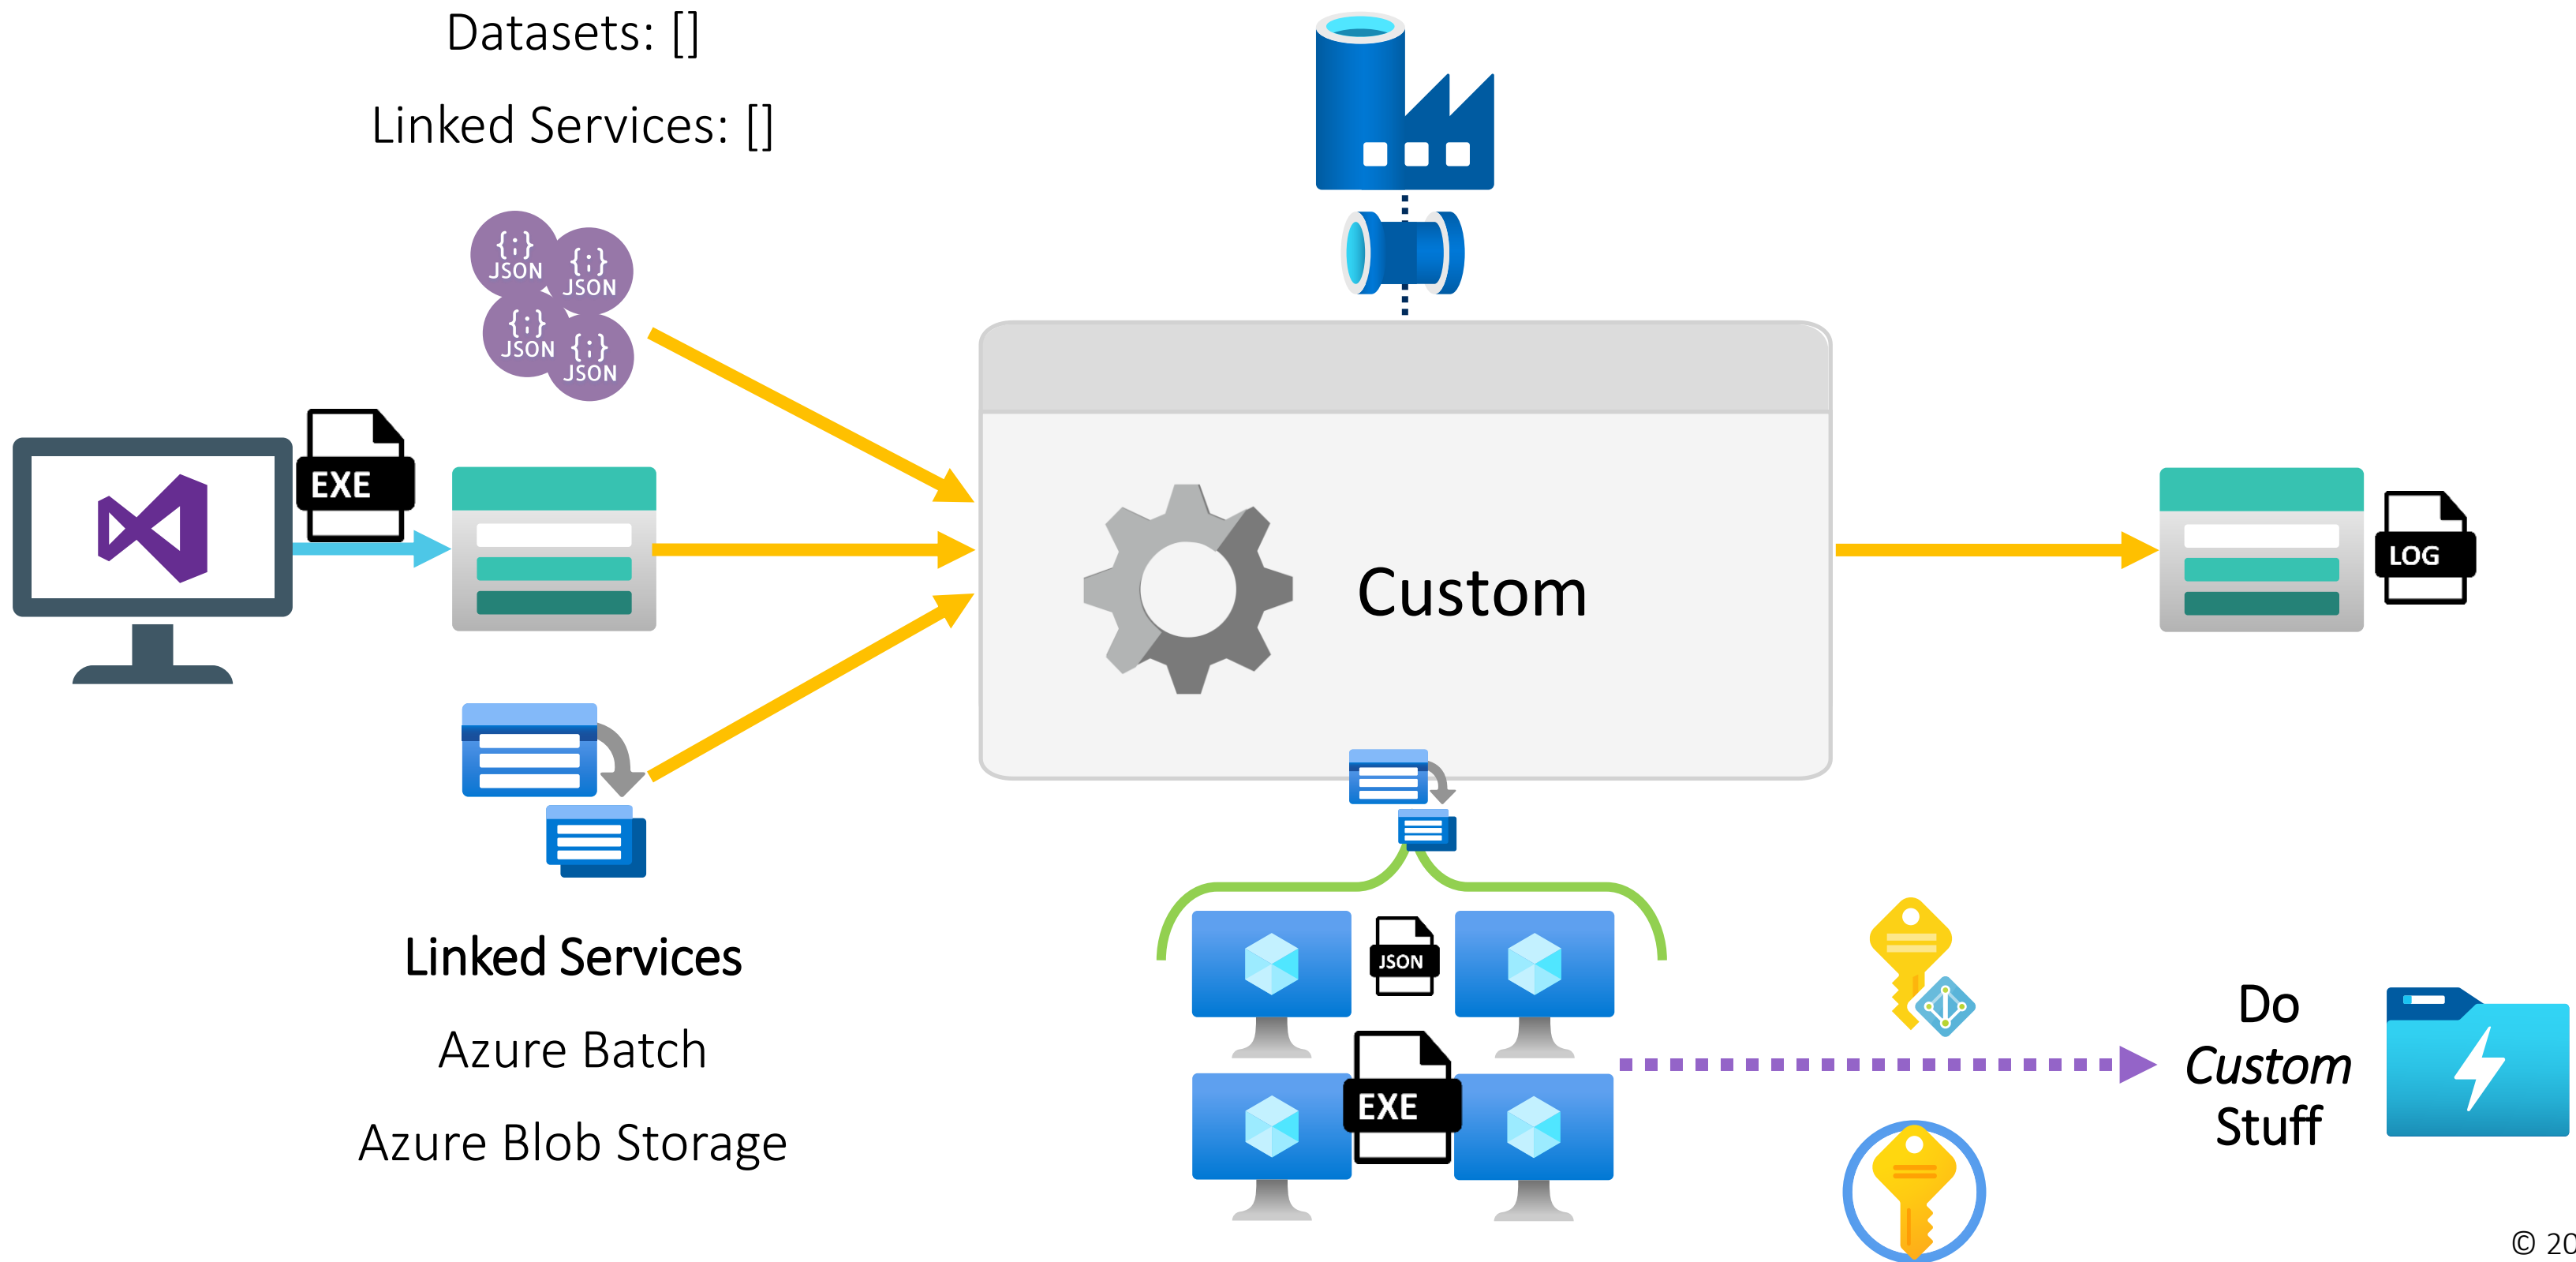 Datasets: []
Linked Services: []
{;}
JSON
{;}
JSON
{;}
JSON
{;}
JSON
EXE
Custom
LOG
Linked Services
Azure Batch
Azure Blob Storage
JSON
EXE
Do
Custom
Stuff
© 20